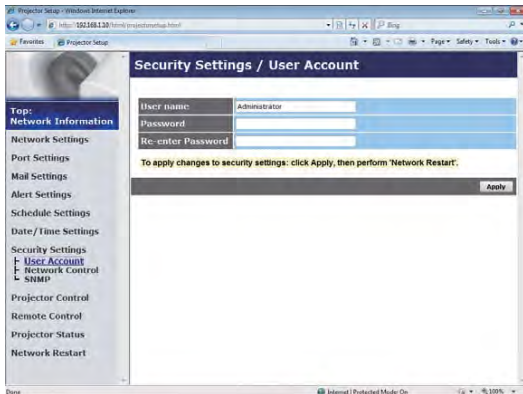 Projector Setup - Windows Internet Explorer
http://192.168.1.10/html/projectorsetup.html
Bing
Favorites
Projector Setup
Page
Safety
Tools
Top:
Network Information
Network Settings
Port Settings
Mail Settings
Alert Settings
Schedule Settings
Date/Time Settings
Security Settings
User Account
Network Control
SNMP
Projector Control
Remote Control
Projector Status
Network Restart
Security Settings / User Account
User name
Administrator
Password
Re-enter Password
To apply changes to security settings: click Apply, then perform 'Network Restart'.
Apply
Done
Internet | Protected Mode: On
100%